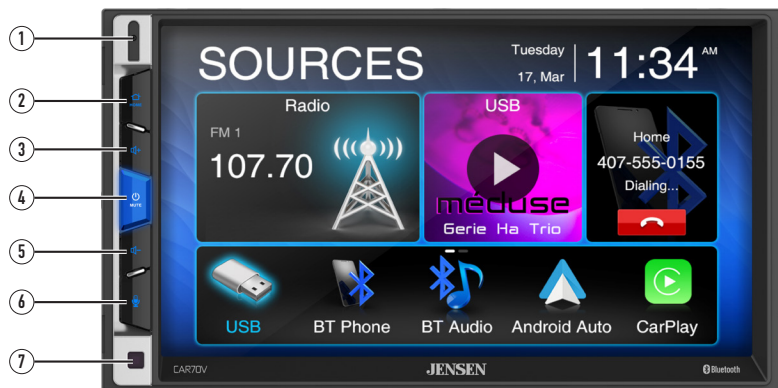 1
2
3
4
5
6
7
MUTE
SOURCES
Tuesday
17, Mar
11:34 AM
Radio
FM 1
107.70
USB
méduse
Gerie Ha Trio
Home
407-555-0155
Dialing...
USB
BT Phone
BT Audio
Android Auto
CarPlay
CAR70V
JENSEN
Bluetooth